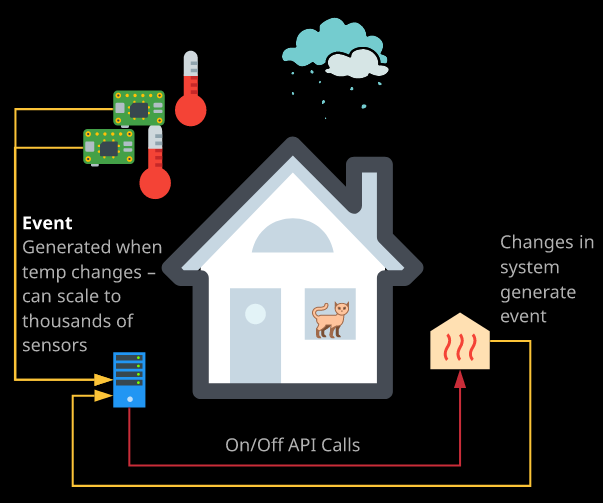 Event
Generated when
temp changes –
can scale to
thousands of
sensors
Changes in
system
generate
event
On/Off API Calls